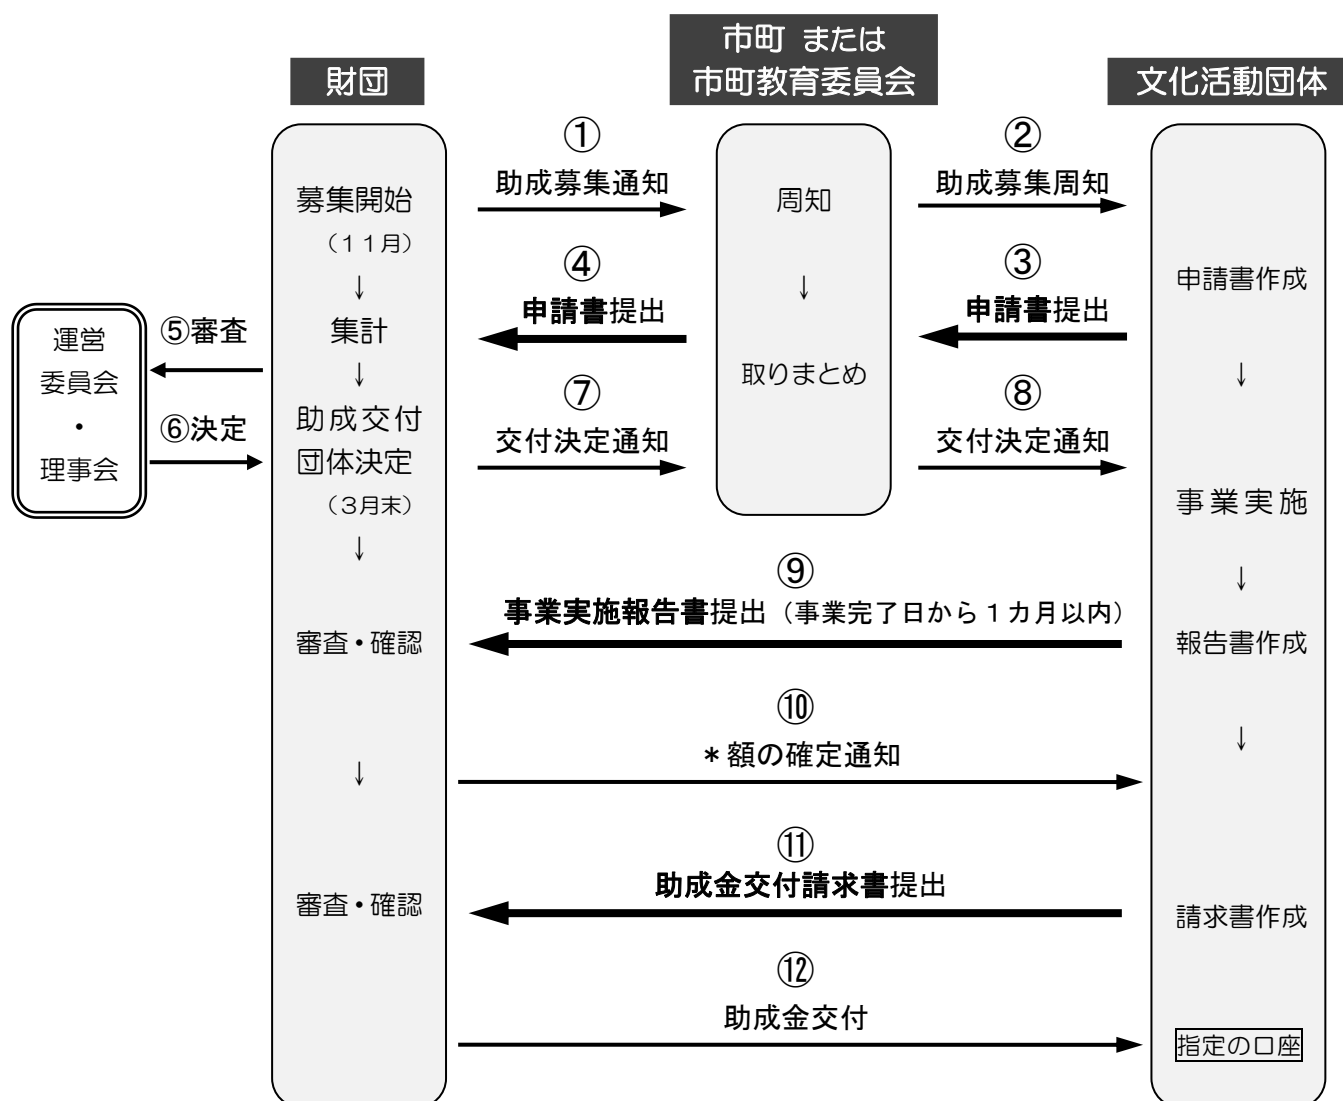 財団
市町 または
市町教育委員会
文化活動団体
①
助成募集通知
②
助成募集周知
募集開始
（１１月）
周知
④
申請書提出
③
申請書提出
申請書作成
↓
↓
運営
委員会
・
理事会
⑤審査
集計
取りまとめ
↓
↓
⑥決定
助成交付
団体決定
（３月末）
⑦
交付決定通知
⑧
交付決定通知
事業実施
↓
↓
⑨
事業実施報告書提出（事業完了日から１カ月以内）
審査・確認
報告書作成
⑩
＊額の確定通知
↓
↓
⑪
助成金交付請求書提出
審査・確認
請求書作成
⑫
助成金交付
指定の口座